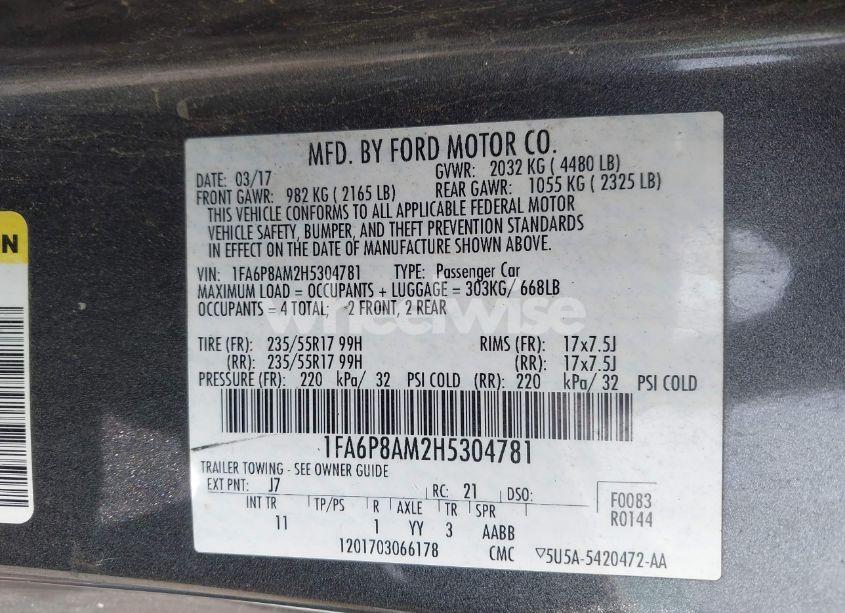 MFD. BY FORD MOTOR CO.
DATE: 03/17 GVWR: 2032 KG ( 4480 LB)
FRONT GAWR: 982 KG ( 2165 LB) REAR GAWR: 1055 KG ( 2325 LB)
THIS VEHICLE CONFORMS TO ALL APPLICABLE FEDERAL MOTOR
VEHICLE SAFETY, BUMPER, AND THEFT PREVENTION STANDARDS
IN EFFECT ON THE DATE OF MANUFACTURE SHOWN ABOVE.
N
VIN: 1FA6P8AM2H5304781 TYPE: Passenger Car
MAXIMUM LOAD = OCCUPANTS + LUGGAGE = 303KG/ 668LB
OCCUPANTS = 4 TOTAL; 2 FRONT, 2 REAR
wheelwise
TIRE (FR): 235/55R17 99H RIMS (FR): 17x7.5J
(RR): 235/55R17 99H (RR): 17x7.5J
PRESSURE (FR): 220 kPa/ 32 PSI COLD (RR): 220 kPa/ 32 PSI COLD
1FA6P8AM2H5304781
TRAILER TOWING - SEE OWNER GUIDE
EXT PNT: J7 RC: 21 DSO: F0083
INT TR TP/PS R AXLE TR SPR R0144
11 1 YY 3 AABB
1201703066178 CMC ▽5U5A-5420472-AA